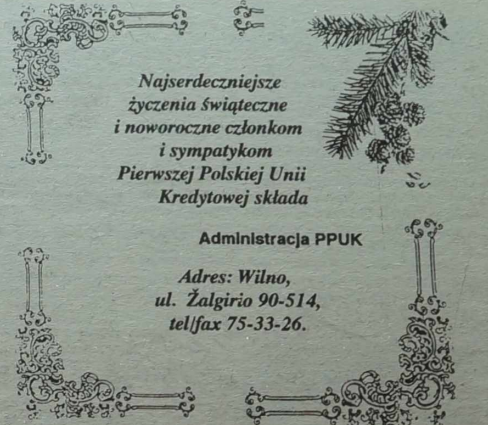 Najserdeczniejsze
życzenia świąteczne
i noworoczne członkom
i sympatykom
Pierwszej Polskiej Unii
Kredytowej składa
Administracja PPUK
Adres: Wilno,
ul. Žalgirio 90-514,
tel/fax 75-33-26.